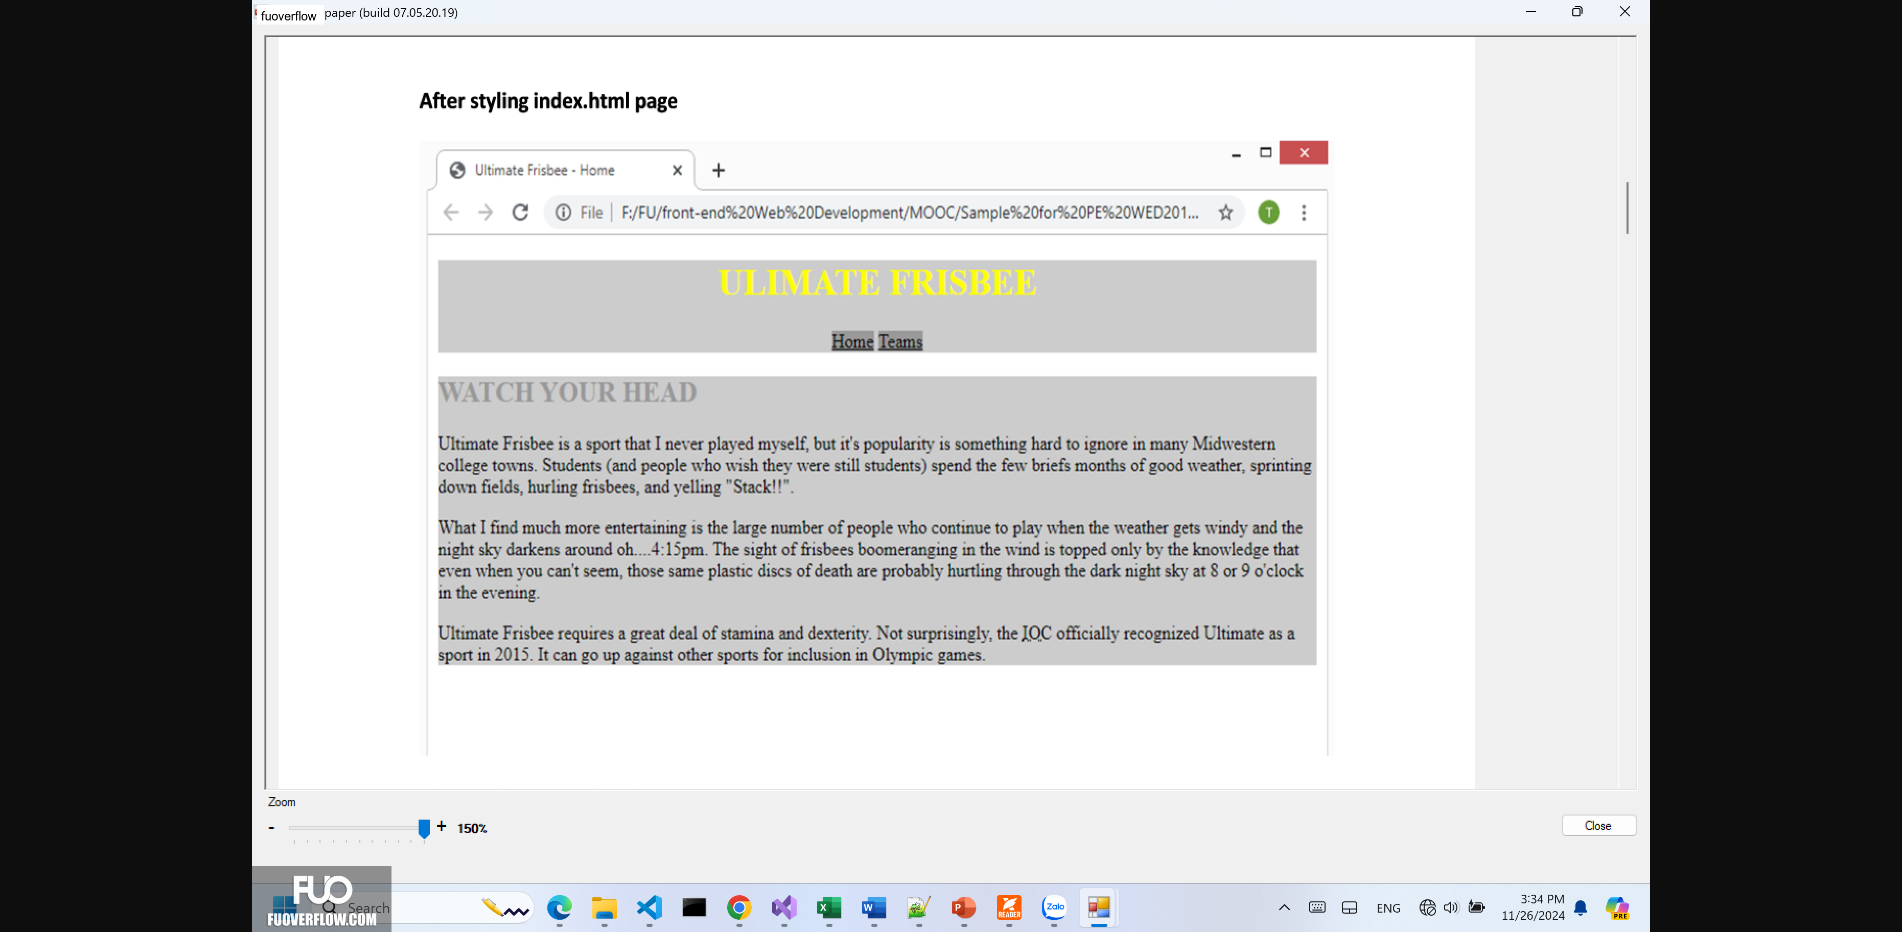 fuoverflow paper (build 07.05.20.19)
After styling index.html page
Ultimate Frisbee - Home
File F:/FU/front-end%20Web%20Development/MOOC/Sample%20for%20PE%20WED201...
T
ULIMATE FRISBEE
Home Teams
WATCH YOUR HEAD
Ultimate Frisbee is a sport that I never played myself, but it's popularity is something hard to ignore in many Midwestern
college towns. Students (and people who wish they were still students) spend the few briefs months of good weather, sprinting
down fields, hurling frisbees, and yelling "Stack!!".
What I find much more entertaining is the large number of people who continue to play when the weather gets windy and the
night sky darkens around oh....4:15pm. The sight of frisbees boomeranging in the wind is topped only by the knowledge that
even when you can't seem, those same plastic discs of death are probably hurtling through the dark night sky at 8 or 9 o'clock
in the evening.
Ultimate Frisbee requires a great deal of stamina and dexterity. Not surprisingly, the IOC officially recognized Ultimate as a
sport in 2015. It can go up against other sports for inclusion in Olympic games.
Zoom
- + 150%
Close
FUO
FUOVERFLOW.COM
Search
READER
Zalo
ENG
3:34 PM
11/26/2024
PRE